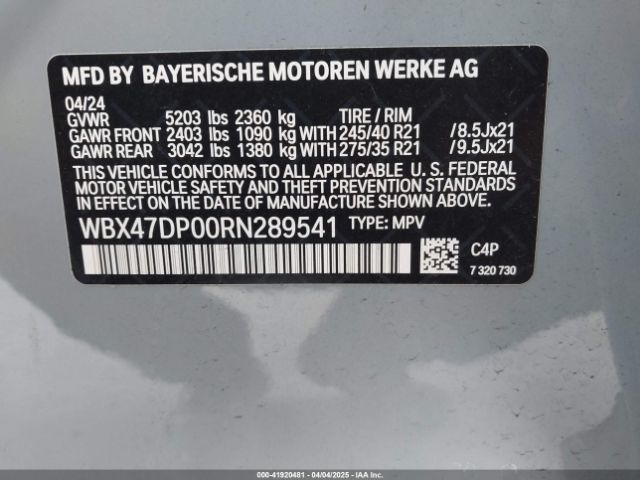 MFD BY BAYERISCHE MOTOREN WERKE AG
04/24
GVWR 5203 lbs 2360 kg TIRE / RIM
GAWR FRONT 2403 lbs 1090 kg WITH 245/40 R21 /8.5Jx21
GAWR REAR 3042 lbs 1380 kg WITH 275/35 R21 /9.5Jx21
THIS VEHICLE CONFORMS TO ALL APPLICABLE U. S. FEDERAL
MOTOR VEHICLE SAFETY AND THEFT PREVENTION
STANDARDS IN EFFECT ON THE DATE OF MANUFACTURE SHOWN ABOVE.
WBX47DP00RN289541 TYPE: MPV
C4P
7 320 730
000-41920481 - 04/04/2025 - IAA, Inc.